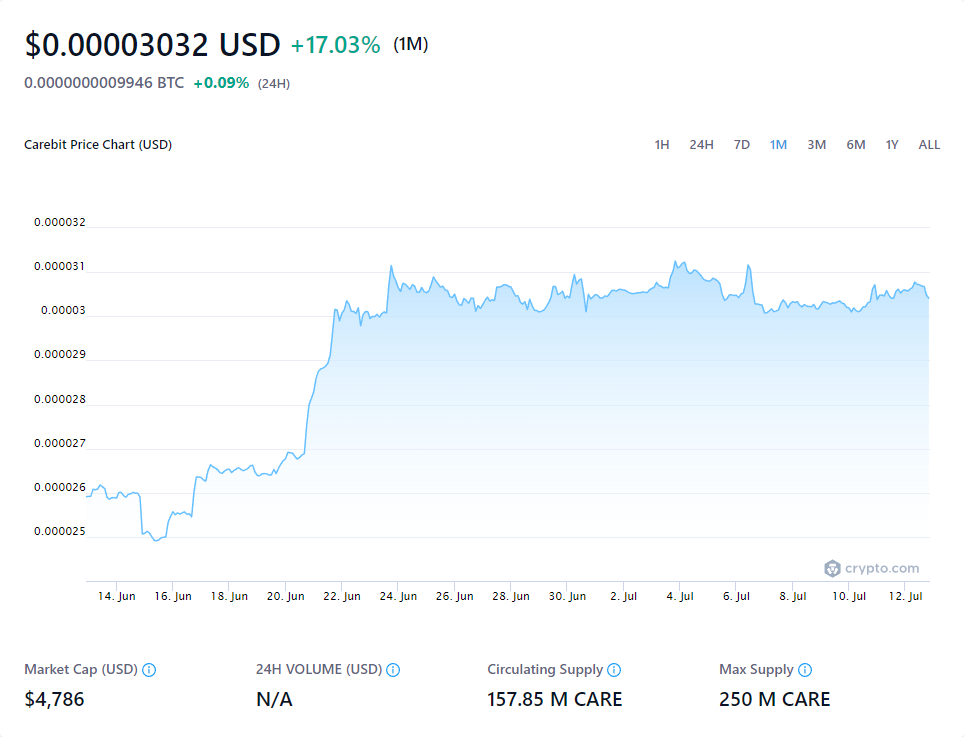 $0.00003032 USD +17.03% (1M)
0.0000000009946 BTC +0.09% (24H)
Carebit Price Chart (USD) 1H 24H 7D 1M 3M 6M 1Y ALL
0.000032
0.000031
0.00003
0.000029
0.000028
0.000027
0.000026
0.000025
crypto.com
14. Jun 16. Jun 18. Jun 20. Jun 22. Jun 24. Jun 26. Jun 28. Jun 30. Jun 2. Jul 4. Jul 6. Jul 8. Jul 10. Jul 12. Jul
Market Cap (USD) 24H VOLUME (USD) Circulating Supply Max Supply
$4,786 N/A 157.85 M CARE 250 M CARE